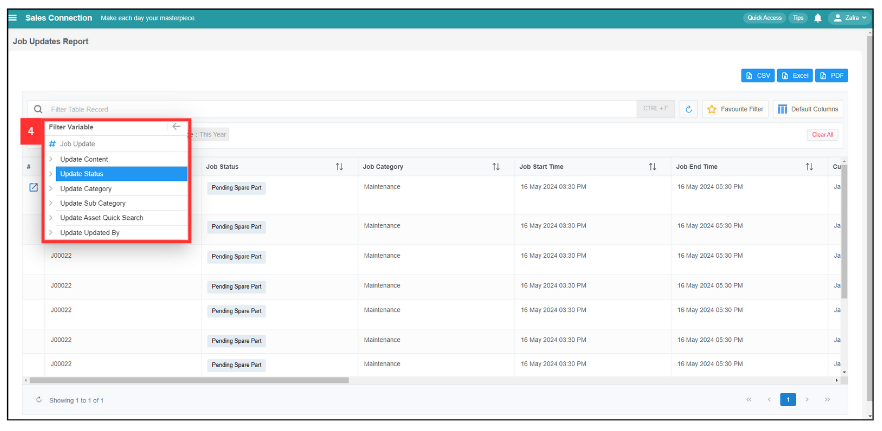 Sales Connection Make each day your masterpiece Quick Access Tips Zafra
Job Updates Report
CSV Excel PDF
Filter Table Record CTRL + F Favourite Filter Default Columns
4 Filter Variable
: This Year Clear All
# Job Update
Update Content
Update Status
Update Category
Update Sub Category
Update Asset Quick Search
Update Updated By
# Job Status Job Category Job Start Time Job End Time Cu
Pending Spare Part Maintenance 16 May 2024 03:30 PM 16 May 2024 05:30 PM Ja
Pending Spare Part Maintenance 16 May 2024 03:30 PM 16 May 2024 05:30 PM Ja
J00022 Pending Spare Part Maintenance 16 May 2024 03:30 PM 16 May 2024 05:30 PM Ja
J00022 Pending Spare Part Maintenance 16 May 2024 03:30 PM 16 May 2024 05:30 PM Ja
J00022 Pending Spare Part Maintenance 16 May 2024 03:30 PM 16 May 2024 05:30 PM Ja
J00022 Pending Spare Part Maintenance 16 May 2024 03:30 PM 16 May 2024 05:30 PM Ja
J00022 Pending Spare Part Maintenance 16 May 2024 03:30 PM 16 May 2024 05:30 PM Ja
Showing 1 to 1 of 1 1